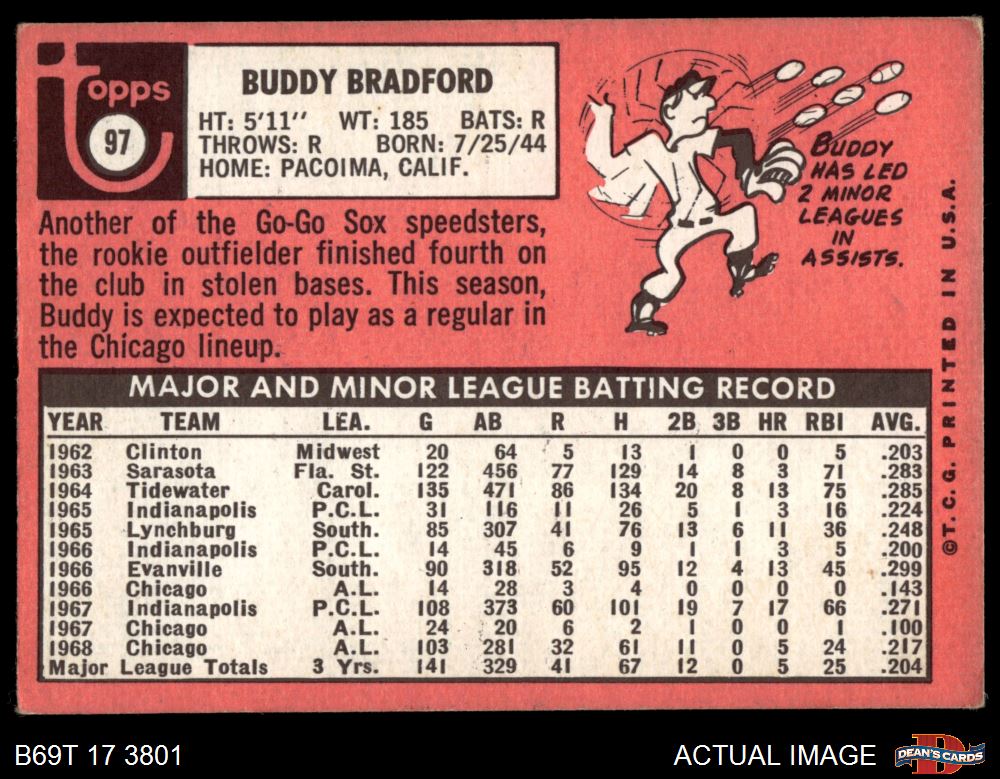 topps
97
BUDDY BRADFORD
HT: 5'11" WT: 185 BATS: R
THROWS: R BORN: 7/25/44
HOME: PACOIMA, CALIF.
Another of the Go-Go Sox speedsters,
the rookie outfielder finished fourth on
the club in stolen bases. This season,
Buddy is expected to play as a regular in
the Chicago lineup.
BUDDY
HAS LED
2 MINOR
LEAGUES
IN
ASSISTS.
MAJOR AND MINOR LEAGUE BATTING RECORD
YEAR TEAM LEA. G AB R H 2B 3B HR RBI AVG.
1962 Clinton Midwest 20 64 5 13 1 0 0 5 .203
1963 Sarasota Fla. St. 122 456 77 129 14 8 3 71 .283
1964 Tidewater Carol. 135 471 86 134 20 8 13 75 .285
1965 Indianapolis P.C.L. 31 116 11 26 5 1 3 16 .224
1965 Lynchburg South. 85 307 41 76 13 6 11 36 .248
1966 Indianapolis P.C.L. 14 45 6 9 1 1 3 5 .200
1966 Evansville South. 90 318 52 95 12 4 13 45 .299
1966 Chicago A.L. 14 28 3 4 0 0 0 0 .143
1967 Indianapolis P.C.L. 108 373 60 101 19 7 17 66 .271
1967 Chicago A.L. 24 20 6 2 1 0 0 1 .100
1968 Chicago A.L. 103 281 32 61 11 0 5 24 .217
Major League Totals 3 Yrs. 141 329 41 67 12 0 5 25 .204
©T. C. G. PRINTED IN U.S.A.
B69T 17 3801
ACTUAL IMAGE
DEAN'S CARDS